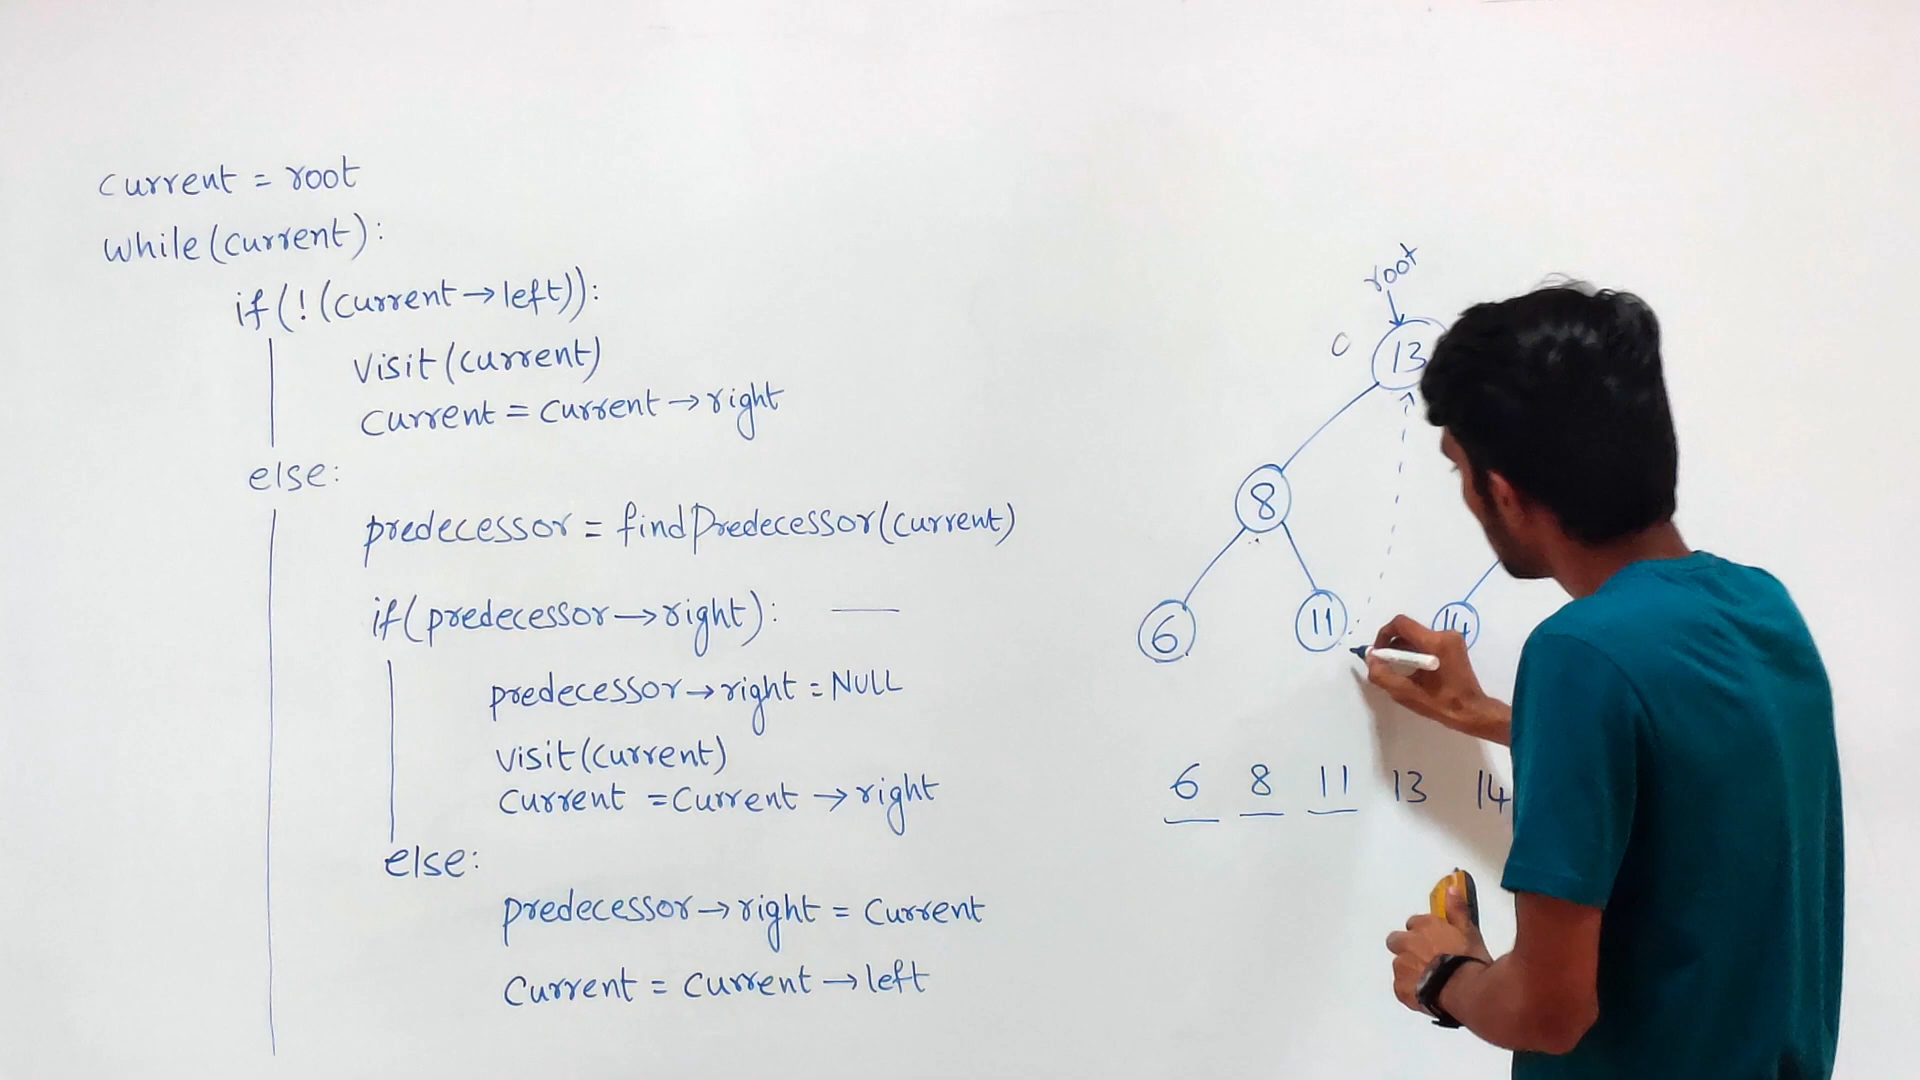 current = root
while(current):
if(!(current→left)):
visit(current)
current = current→right
else:
predecessor = findPredecessor(current)
if(predecessor→right):
predecessor→right = NULL
visit(current)
current = current→right
else:
predecessor→right = current
current = current→left
root
C 13
8
6 11 14
6 8 11 13 14